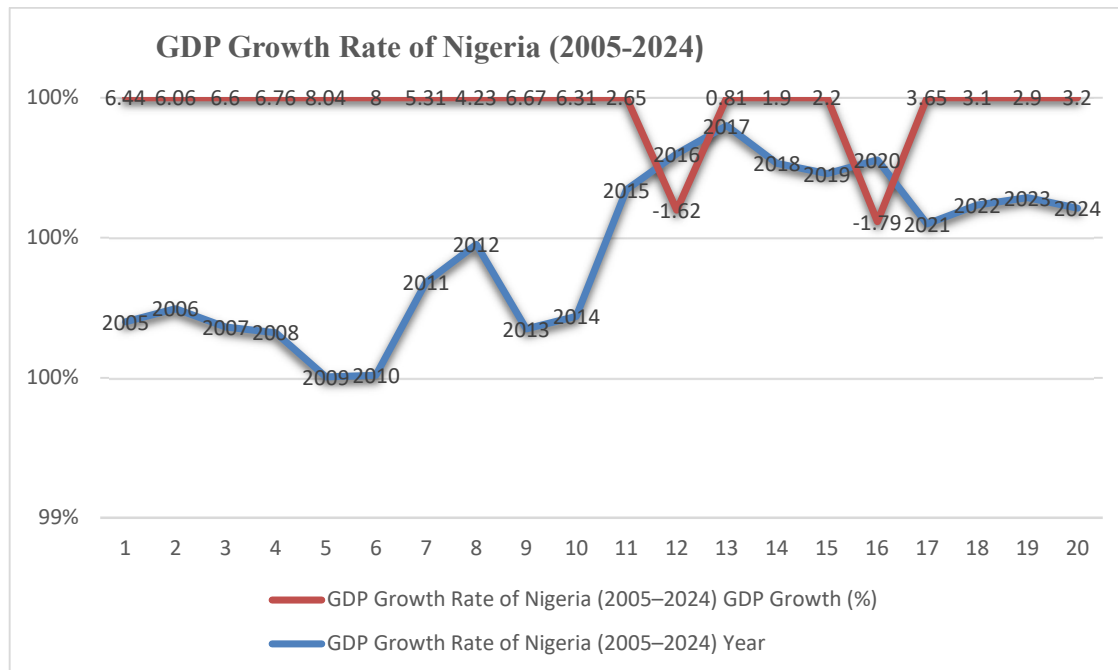 GDP Growth Rate of Nigeria (2005-2024)
100%
6.44 6.06 6.6 6.76 8.04 8 5.31 4.23 6.67 6.31 2.65 -1.62 0.81 1.9 2.2 -1.79 3.65 3.1 2.9 3.2
100%
100%
99%
2005 2006 2007 2008 2009 2010 2011 2012 2013 2014 2015 2016 2017 2018 2019 2020 2021 2022 2023 2024
1 2 3 4 5 6 7 8 9 10 11 12 13 14 15 16 17 18 19 20
GDP Growth Rate of Nigeria (2005–2024) GDP Growth (%)
GDP Growth Rate of Nigeria (2005–2024) Year